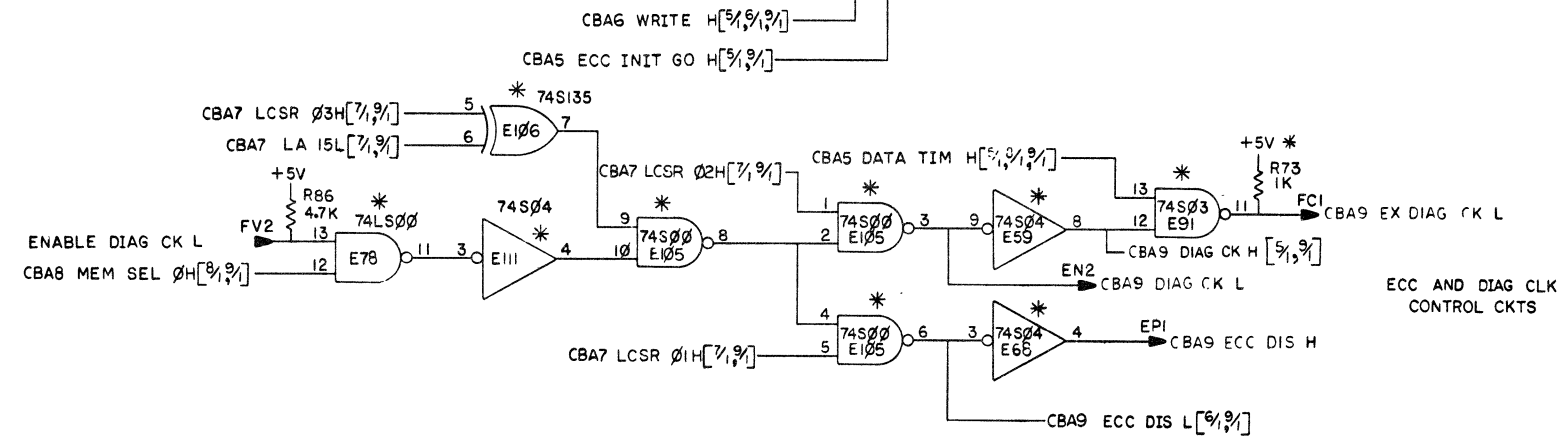 CBA6 WRITE H[5/1,6/1,9/1]
CBA5 ECC INIT GO H[5/1,9/1]
* 74S135
CBA7 LCSR Ø3H[7/1,9/1] 5
CBA7 LA 15L[7/1,9/1] 6
E1Ø6 7
+5V
R86
4.7K
*
74LSØØ
FV2
ENABLE DIAG CK L 13
CBA8 MEM SEL ØH[8/1,9/1] 12
E78 11
74SØ4
*
3 E111 4
*
9
10
74SØØ
E1Ø5
8
CBA7 LCSR Ø2H[7/1,9/1]
*
1
2
74SØØ
E1Ø5
3
*
9 74SØ4 8
E59
CBA5 DATA TIM H
+5V *
R73
1K
*
13
12
74SØ3
E91
11
FC1
CBA9 EX DIAG CK L
CBA9 DIAG CK H [5/1,9/1]
EN2
CBA9 DIAG CK L
ECC AND DIAG CLK
CONTROL CKTS
*
4
5
74SØØ
E1Ø5
6
CBA7 LCSR Ø1H[7/1,9/1]
*
3 74SØ4 4
E66
EP1
CBA9 ECC DIS H
CBA9 ECC DIS L[6/1,9/1]